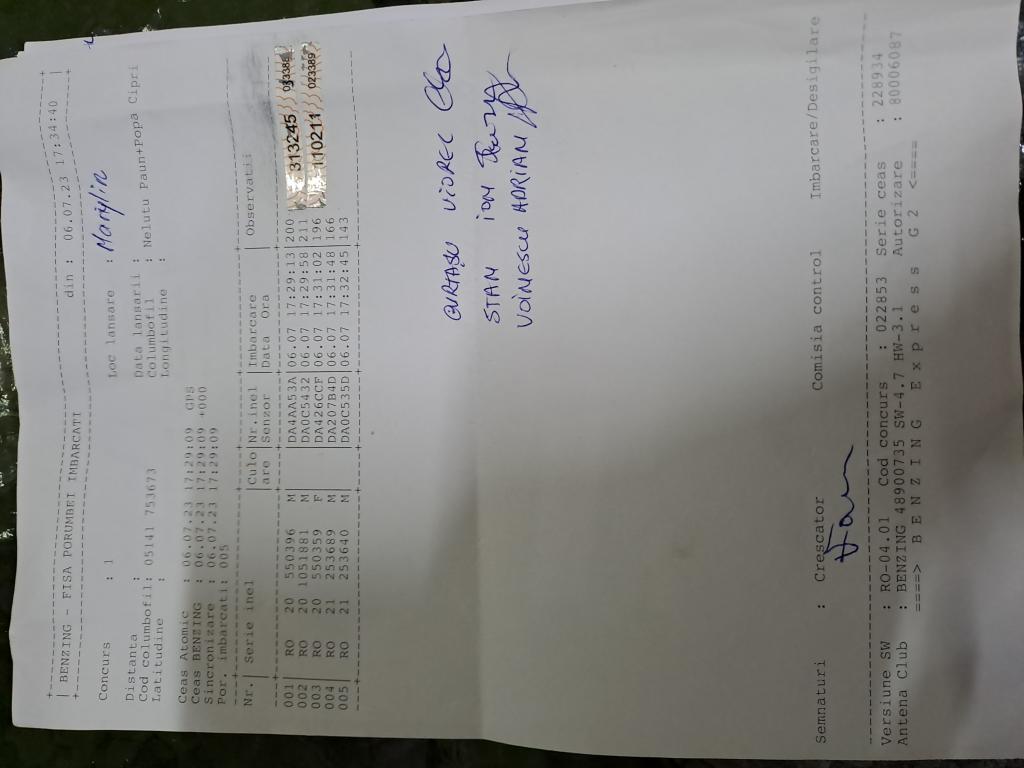 BENZING - FISA PORUMBEI IMBARCATI din : 06.07.23 17:34:40
Concurs : 1 Loc lansare : Marylin
Distanta : Data lansarii :
Cod columbofil: 05141 753673 Columbofil : Nelutu Paun+Popa Cipri
Latitudine : Longitudine :
Ceas Atomic : 06.07.23 17:29:09 GPS
Ceas BENZING : 06.07.23 17:29:09 +000
Sincronizare : 06.07.23 17:29:09
Por. imbarcati: 005
Nr. | Serie inel | Culo | Nr.inel | Imbarcare | Observatii
are | Senzor | Data Ora
001 | RO 20 550396 M | DA4AA53A | 06.07 17:29:13 | 200 313245 023388
002 | RO 20 1051881 M | DA0C5432 | 06.07 17:29:58 | 211
003 | RO 20 550359 F | DA426CCF | 06.07 17:31:02 | 196 110211 023389
004 | RO 21 253689 M | DA207B4D | 06.07 17:31:48 | 166
005 | RO 21 253640 M | DA0C535D | 06.07 17:32:45 | 143
VIOREL
STAN ION
VOINESCU ADRIAN
Semnaturi : Crescator Comisia control Imbarcare/Desigilare
Versiune SW : RO-04.01 Cod concurs : 022853 Serie ceas : 228934
Antena Club : BENZING 48900735 SW-4.7 HW-3.1 Autorizare : 80006087
====> B E N Z I N G E x p r e s s G 2 <====